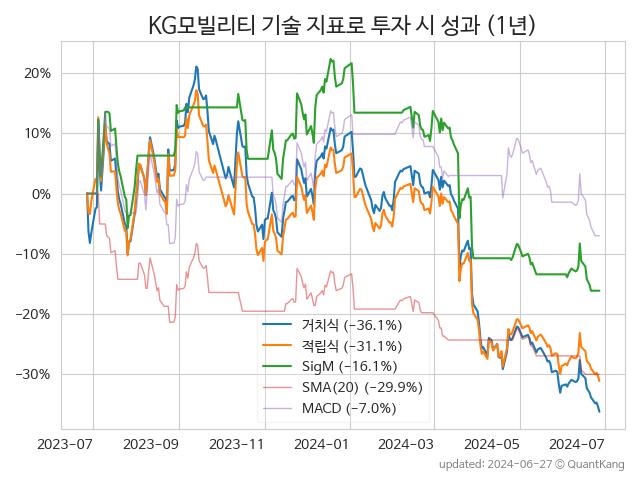 KG모빌리티 기술 지표로 투자 시 성과 (1년)
20%
10%
0%
−10%
−20%
−30%
거치식 (−36.1%)
적립식 (−31.1%)
SigM (−16.1%)
SMA(20) (−29.9%)
MACD (−7.0%)
2023-07 2023-09 2023-11 2024-01 2024-03 2024-05 2024-07
updated: 2024-06-27 ⓒ QuantKang